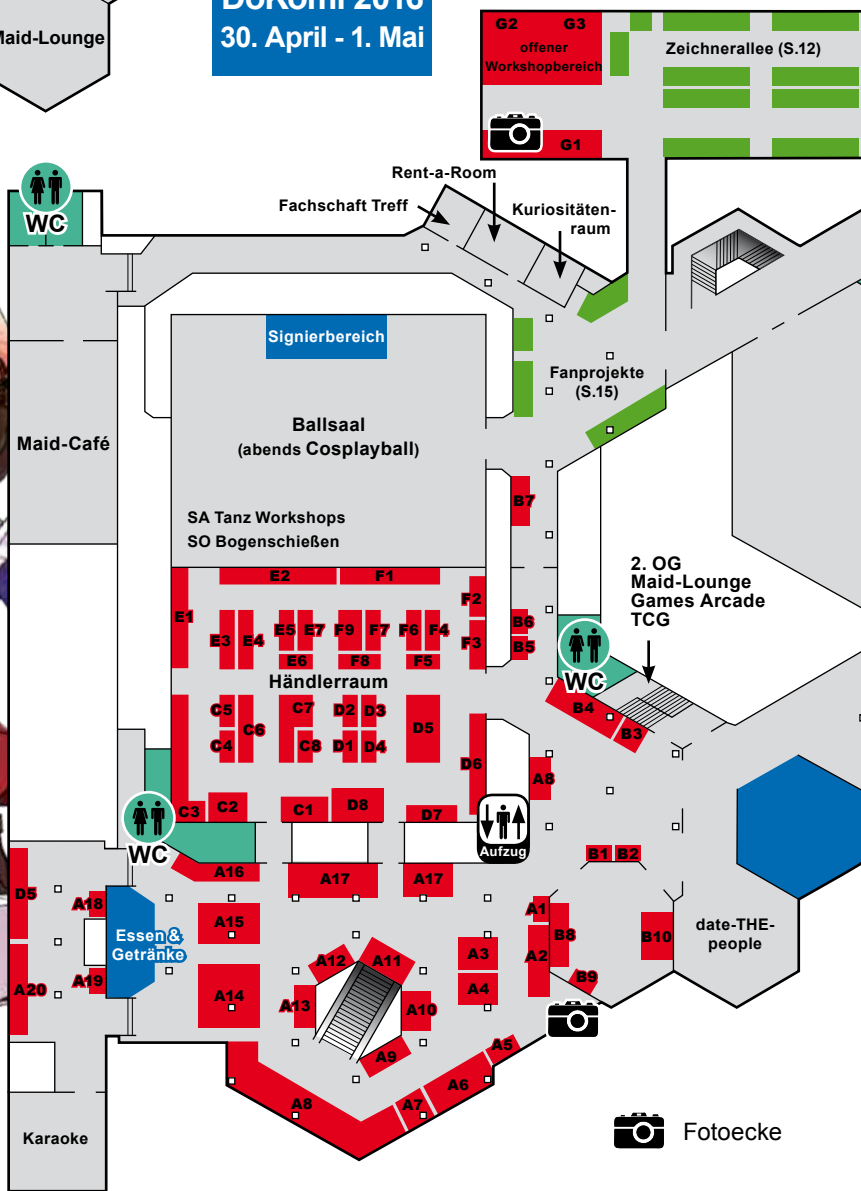 DoKomi 2016
30. April - 1. Mai
Maid-Lounge
G2
G3
offener
Workshopbereich
Zeichnerallee (S.12)
G1
WC
Rent-a-Room
Fachschaft Treff
Kuriositäten-
raum
Signierbereich
Fanprojekte
(S.15)
Ballsaal
(abends Cosplayball)
Maid-Café
SA Tanz Workshops
SO Bogenschießen
B7
2. OG
Maid-Lounge
Games Arcade
TCG
E2
F1
E1
F2
E3
E4
E5
E7
F9
F7
F6
F4
F3
B6
B5
E6
F8
F5
WC
Händlerraum
C5
C6
C7
D2
D3
D5
B4
B3
C4
C8
D1
D4
D6
A8
C3
C2
C1
D8
D7
Aufzug
WC
B1
B2
A16
A17
A17
D5
A18
A15
A1
B8
B10
date-THE-
people
Essen &
Getränke
A12
A11
A3
A2
A20
A19
A14
A13
A10
A4
B9
A9
A5
A8
A7
A6
Karaoke
Fotoecke